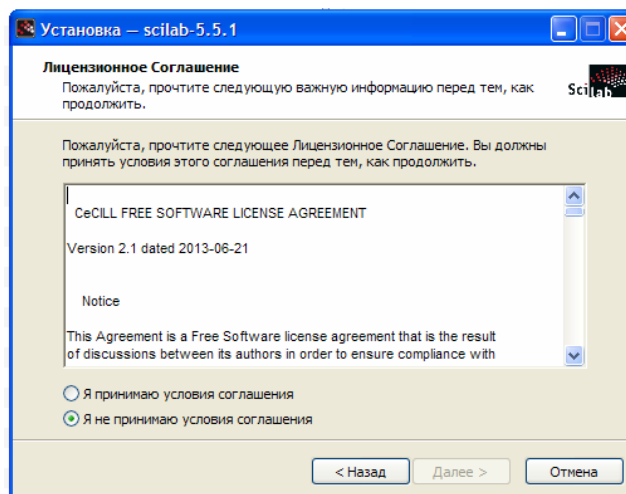 Установка — scilab-5.5.1
Лицензионное Соглашение
Пожалуйста, прочтите следующую важную информацию перед тем, как
продолжить.
Scilab
Пожалуйста, прочтите следующее Лицензионное Соглашение. Вы должны
принять условия этого соглашения перед тем, как продолжить.
CeCILL FREE SOFTWARE LICENSE AGREEMENT
Version 2.1 dated 2013-06-21
Notice
This Agreement is a Free Software license agreement that is the result
of discussions between its authors in order to ensure compliance with
Я принимаю условия соглашения
Я не принимаю условия соглашения
< Назад
Далее >
Отмена